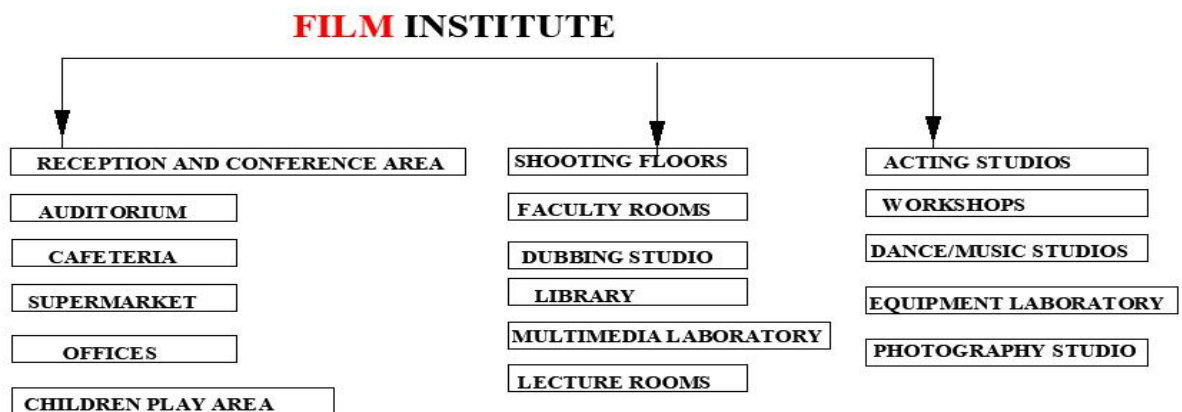 FILM INSTITUTE
RECEPTION AND CONFERENCE AREA
AUDITORIUM
CAFETERIA
SUPERMARKET
OFFICES
CHILDREN PLAY AREA
SHOOTING FLOORS
FACULTY ROOMS
DUBBING STUDIO
LIBRARY
MULTIMEDIA LABORATORY
LECTURE ROOMS
ACTING STUDIOS
WORKSHOPS
DANCE/MUSIC STUDIOS
EQUIPMENT LABORATORY
PHOTOGRAPHY STUDIO